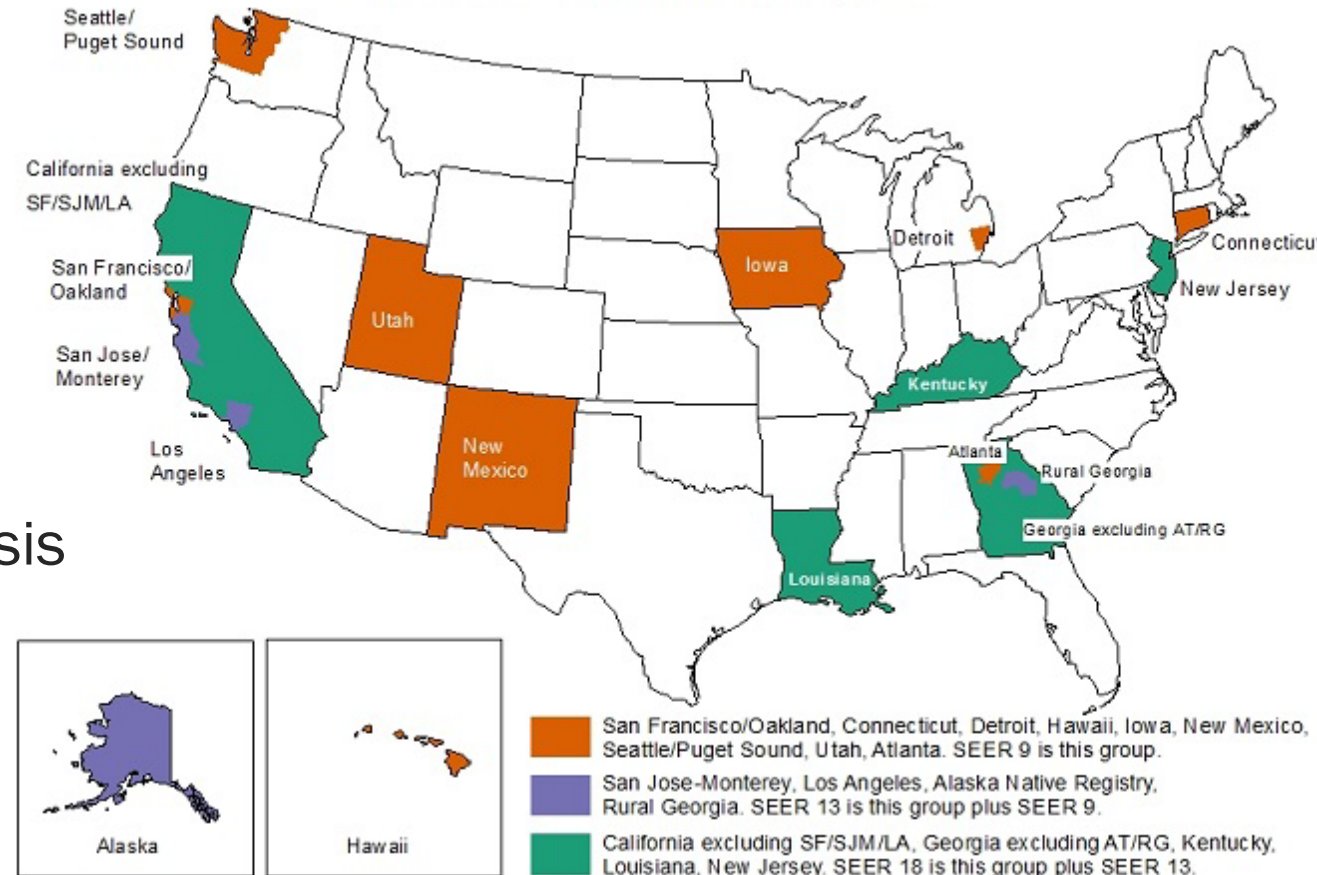 Seattle/
Puget Sound
California excluding
SF/SJM/LA
San Francisco/
Oakland
San Jose/
Monterey
Los
Angeles
Utah
New
Mexico
Iowa
Detroit
Connecticu
New Jersey
Kentucky
Atlanta
Rural Georgia
Georgia excluding AT/RG
Louisiana
sis
Alaska
Hawaii
San Francisco/Oakland, Connecticut, Detroit, Hawaii, Iowa, New Mexico,
Seattle/Puget Sound, Utah, Atlanta. SEER 9 is this group.
San Jose-Monterey, Los Angeles, Alaska Native Registry,
Rural Georgia. SEER 13 is this group plus SEER 9.
California excluding SF/SJM/LA, Georgia excluding AT/RG, Kentucky,
Louisiana, New Jersey. SEER 18 is this group plus SEER 13.